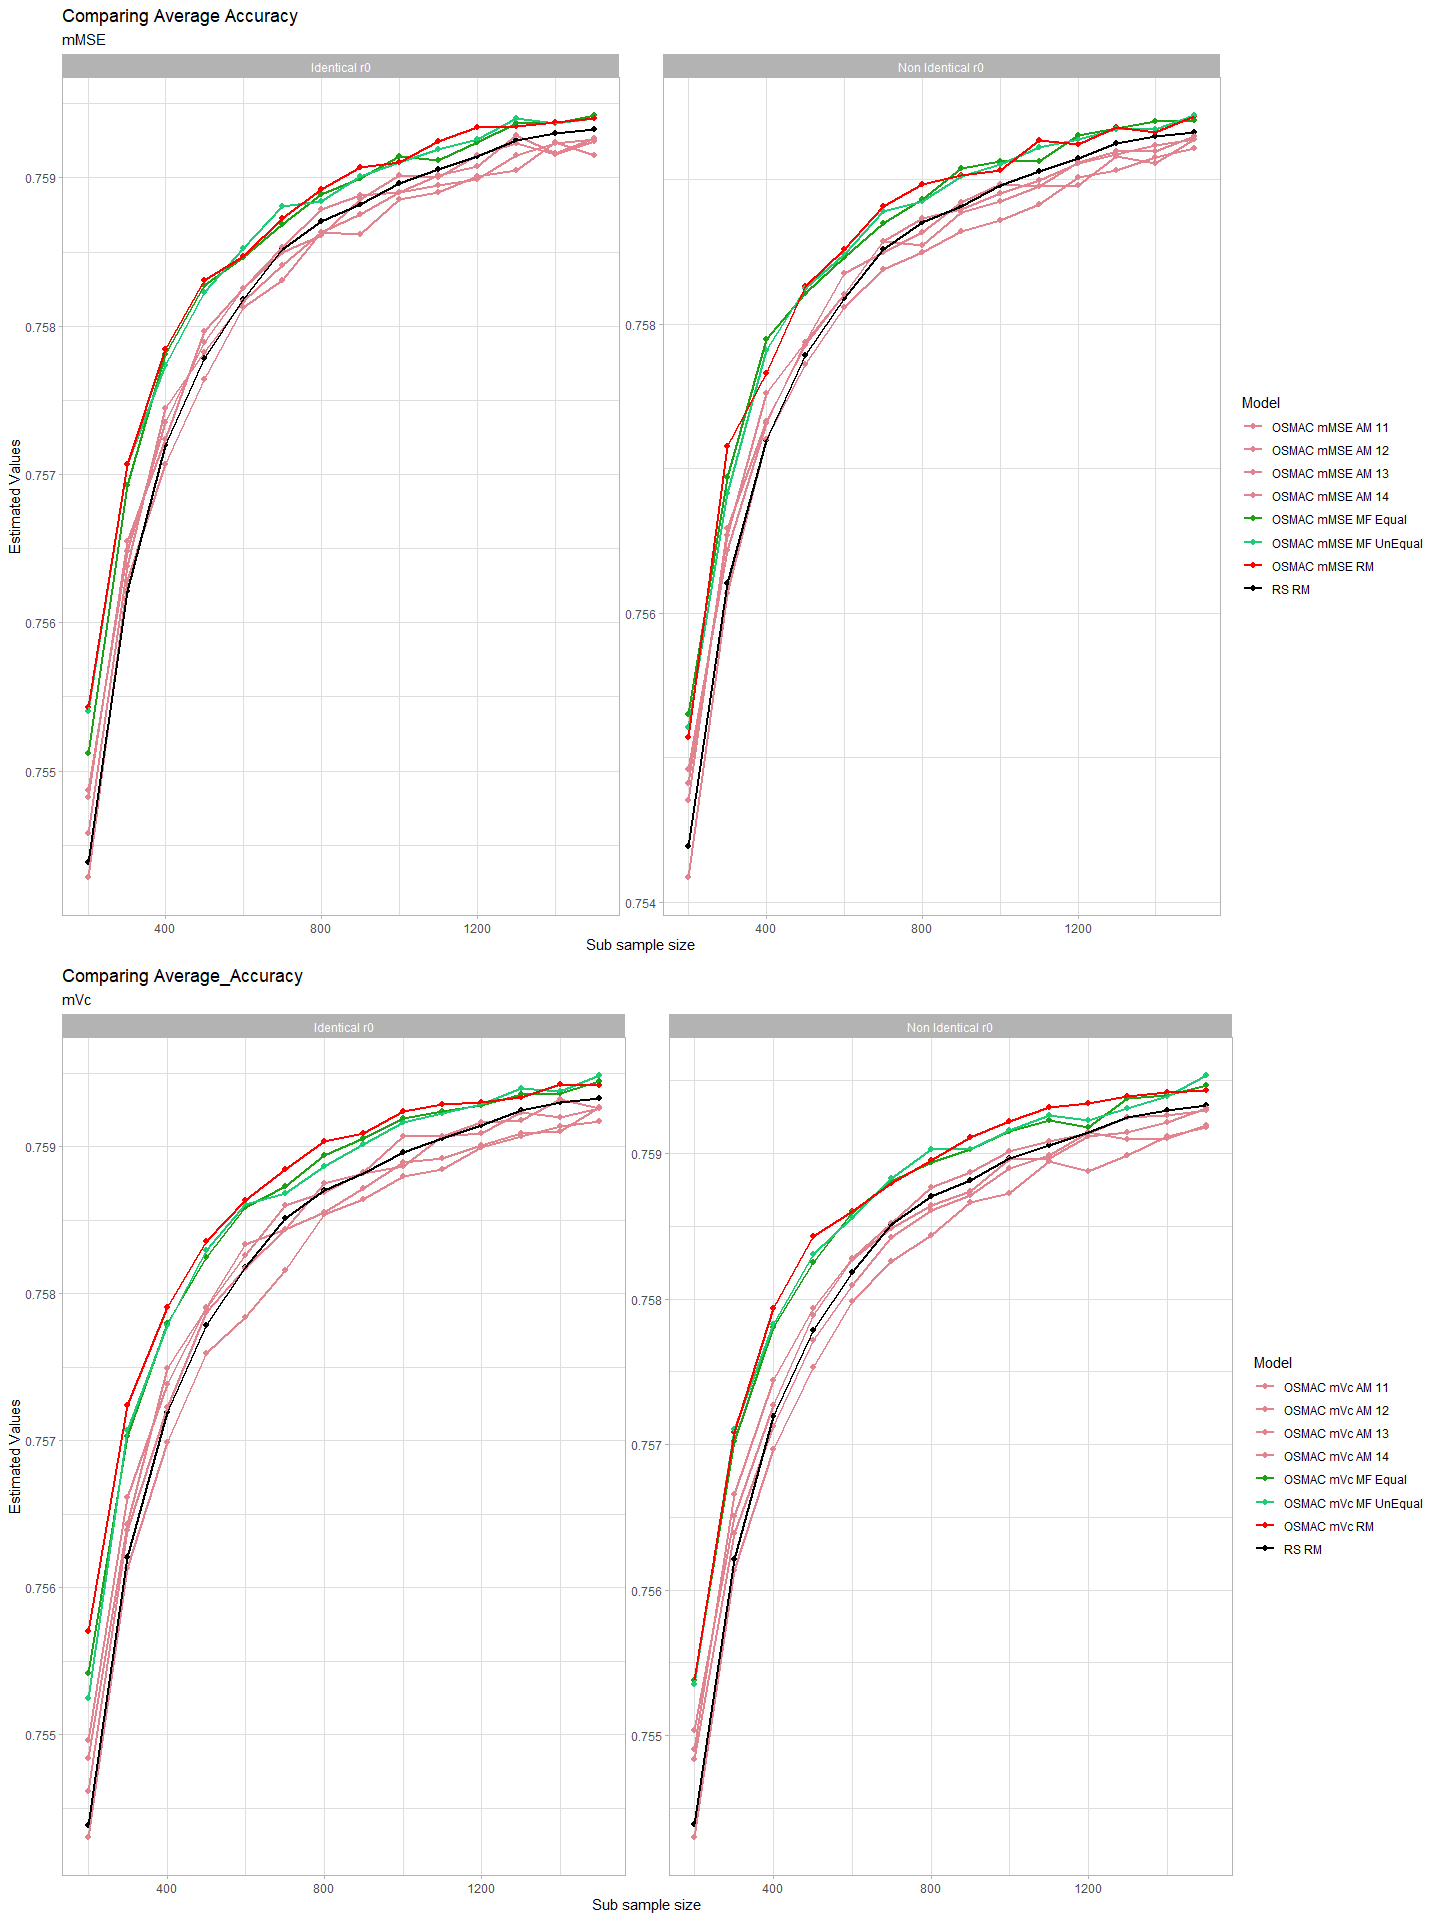 Comparing Average Accuracy
mMSE
Identical r0
Non Identical r0
Estimated Values
0.759
0.758
0.757
0.756
0.755
0.758
0.756
0.754
400
800
1200
400
800
1200
Sub sample size
Model
OSMAC mMSE AM 11
OSMAC mMSE AM 12
OSMAC mMSE AM 13
OSMAC mMSE AM 14
OSMAC mMSE MF Equal
OSMAC mMSE MF UnEqual
OSMAC mMSE RM
RS RM
Comparing Average_Accuracy
mVc
Identical r0
Non Identical r0
Estimated Values
0.759
0.758
0.757
0.756
0.755
0.759
0.758
0.757
0.756
0.755
400
800
1200
400
800
1200
Sub sample size
Model
OSMAC mVc AM 11
OSMAC mVc AM 12
OSMAC mVc AM 13
OSMAC mVc AM 14
OSMAC mVc MF Equal
OSMAC mVc MF UnEqual
OSMAC mVc RM
RS RM